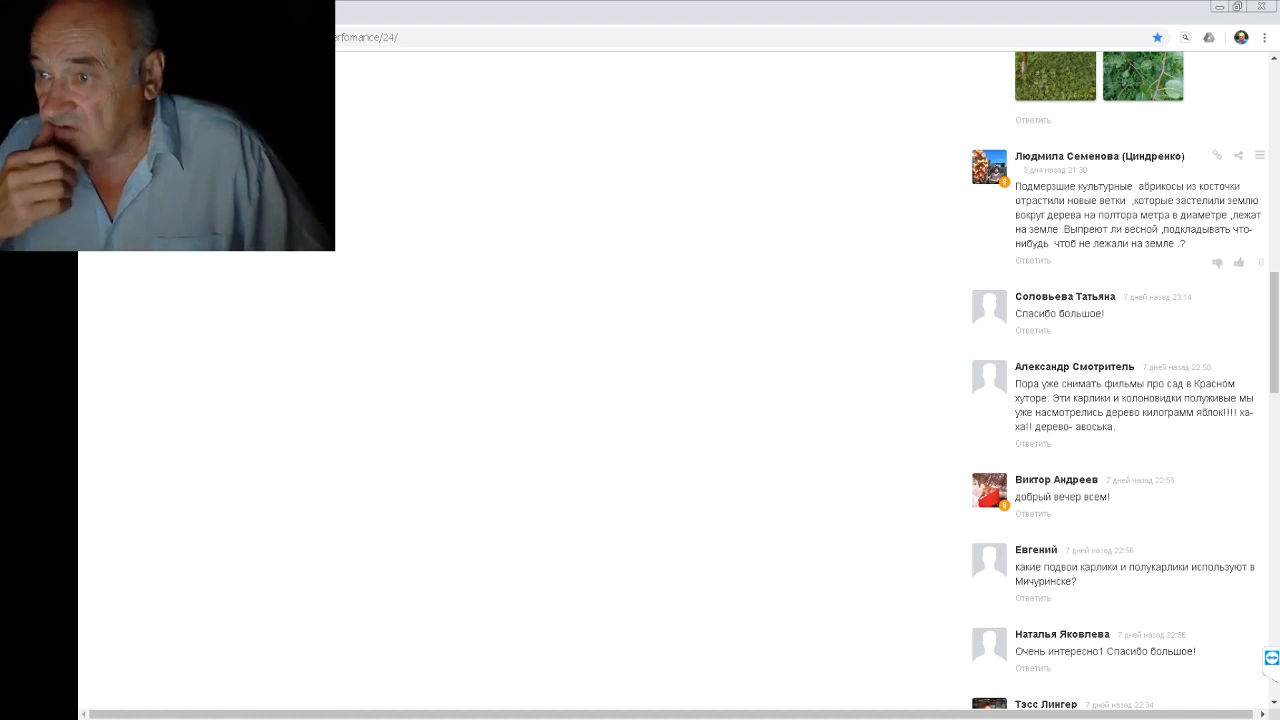 erfomance/24/
Ответить
Людмила Семенова (Циндренко)
3 дня назад 21:30
Подмерзшие культурные абрикосы из косточки
отрастили новые ветки ,которые застелили землю
вокруг дерева на полтора метра в диаметре ,лежат
на земле .Выпреют ли весной ,подкладывать что-
нибудь чтоб не лежали на земле .?
Ответить
0
Соловьева Татьяна 7 дней назад 23:14
Спасибо большое!
Ответить
Александр Смотритель 7 дней назад 22:58
Пора уже снимать фильмы про сад в Красном
хуторе. Эти карлики и колоновидки полуживые мы
уже насмотрелись дерево килограмм яблок!!!! ха-
ха!! дерево- авоська.
Ответить
Виктор Андреев 7 дней назад 22:58
добрый вечер всем!
Ответить
Евгений 7 дней назад 22:56
какие подвои карлики и полукарлики используют в
Мичуринске?
Ответить
Наталья Яковлева 7 дней назад 22:56
Очень интересно1 Спасибо большое!
Ответить
Тэсс Лингер 7 дней назад 22:54